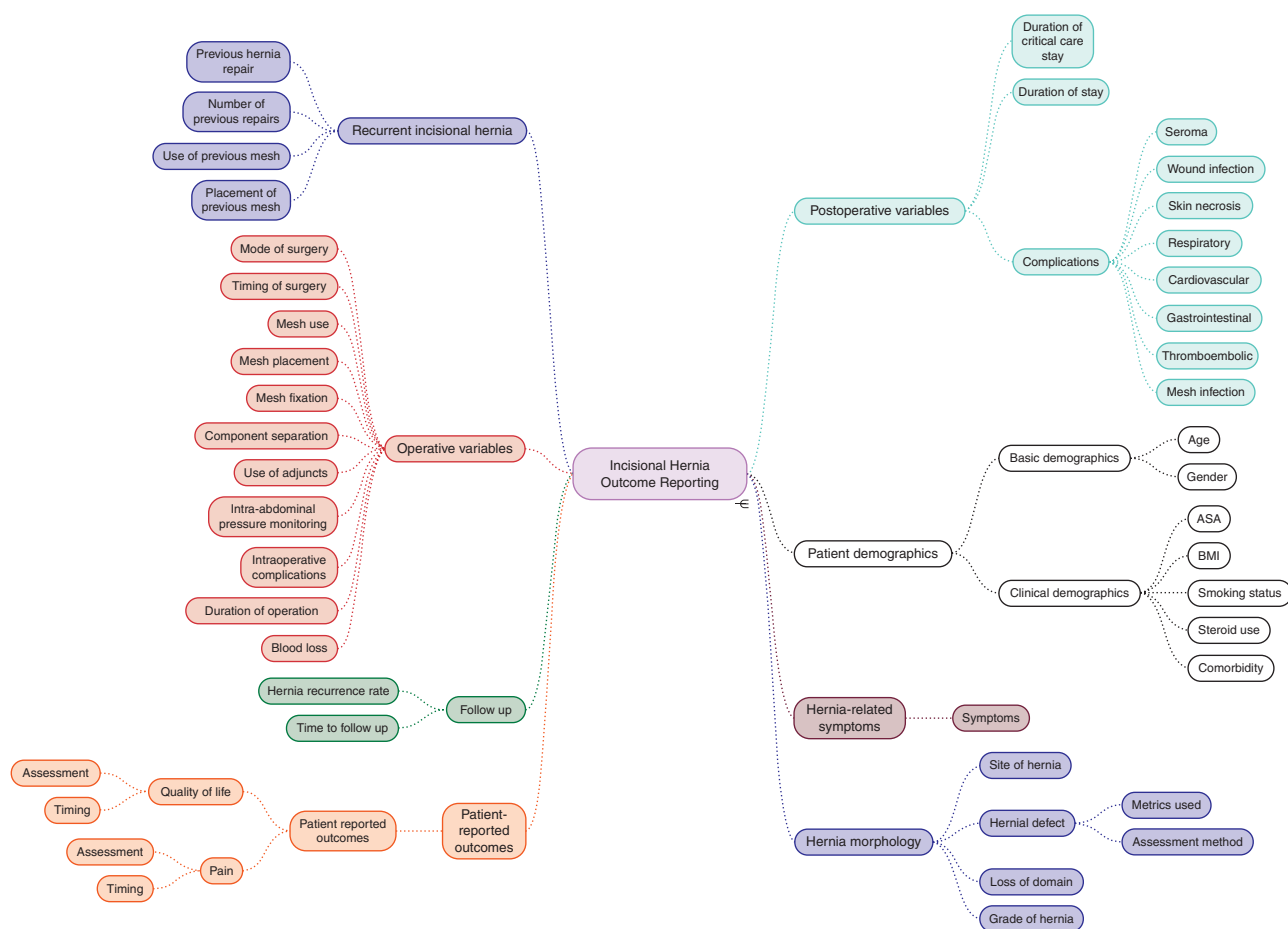 Previous hernia
repair
Number of
previous repairs
Use of previous mesh
Placement of
previous mesh
Recurrent incisional hernia
Mode of surgery
Timing of surgery
Mesh use
Mesh placement
Mesh fixation
Component separation
Use of adjuncts
Intra-abdominal
pressure monitoring
Intraoperative
complications
Duration of operation
Blood loss
Operative variables
Hernia recurrence rate
Time to follow up
Follow up
Assessment
Timing
Quality of life
Assessment
Timing
Pain
Patient reported
outcomes
Patient-
reported
outcomes
Incisional Hernia
Outcome Reporting
Duration of
critical care
stay
Duration of stay
Postoperative variables
Complications
Seroma
Wound infection
Skin necrosis
Respiratory
Cardiovascular
Gastrointestinal
Thromboembolic
Mesh infection
Patient demographics
Basic demographics
Age
Gender
Clinical demographics
ASA
BMI
Smoking status
Steroid use
Comorbidity
Hernia-related
symptoms
Symptoms
Hernia morphology
Site of hernia
Hernial defect
Metrics used
Assessment method
Loss of domain
Grade of hernia